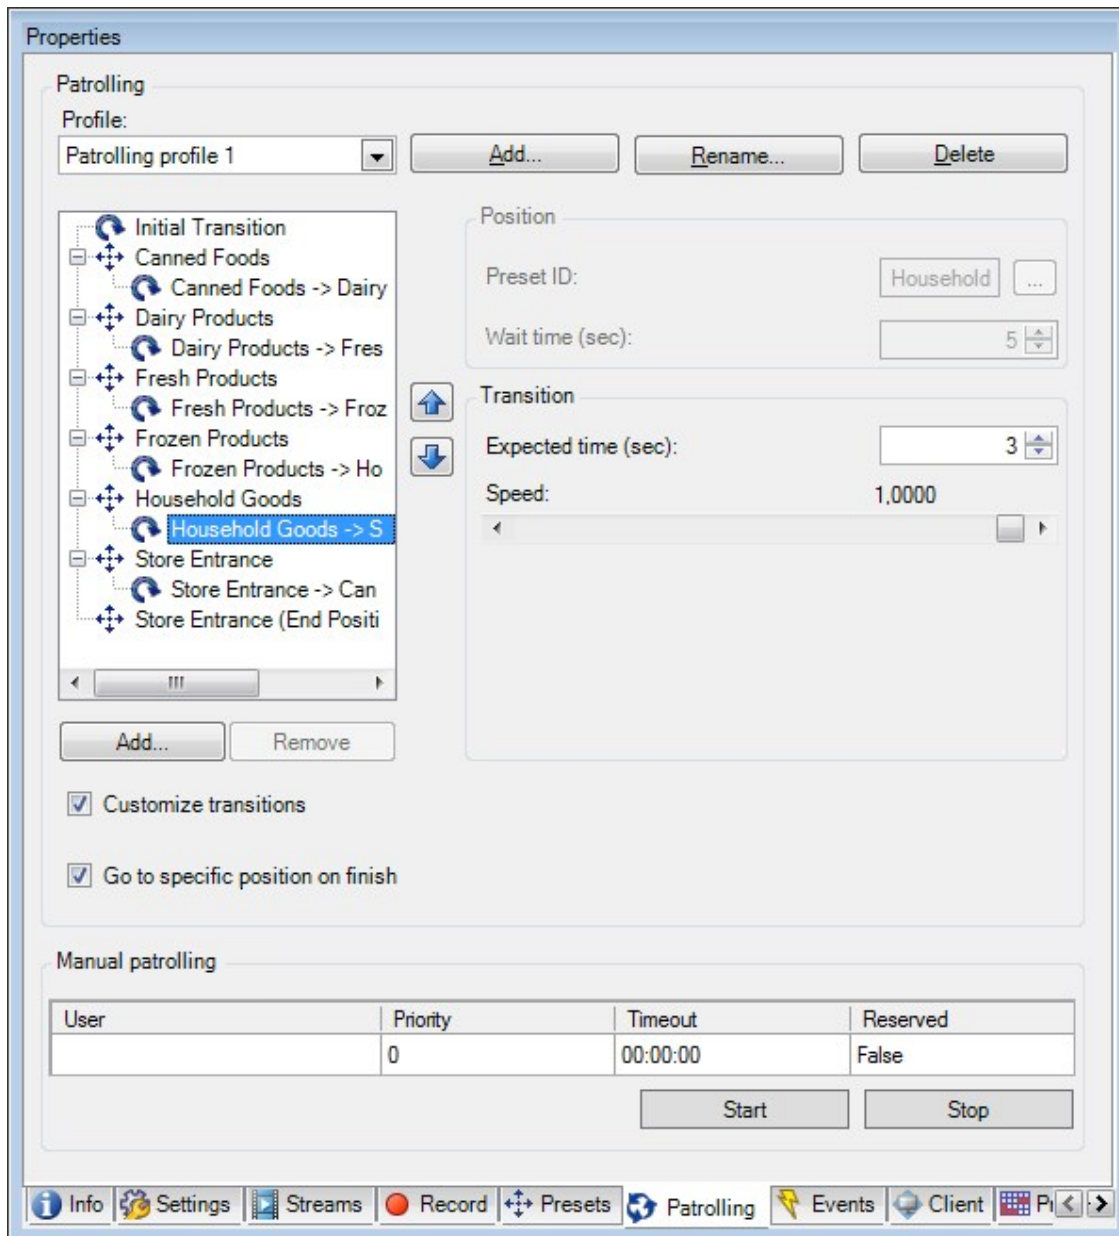 Properties
Patrolling
Profile:
Patrolling profile 1
Add...
Rename...
Delete
Initial Transition
Canned Foods
Canned Foods -> Dairy
Dairy Products
Dairy Products -> Fres
Fresh Products
Fresh Products -> Froz
Frozen Products
Frozen Products -> Ho
Household Goods
Household Goods -> S
Store Entrance
Store Entrance -> Can
Store Entrance (End Positi
Position
Preset ID:
Household
...
Wait time (sec):
5
Transition
Expected time (sec):
3
Speed:
1,0000
Add...
Remove
Customize transitions
Go to specific position on finish
Manual patrolling
User Priority Timeout Reserved
0 00:00:00 False
Start
Stop
Info Settings Streams Record Presets Patrolling Events Client